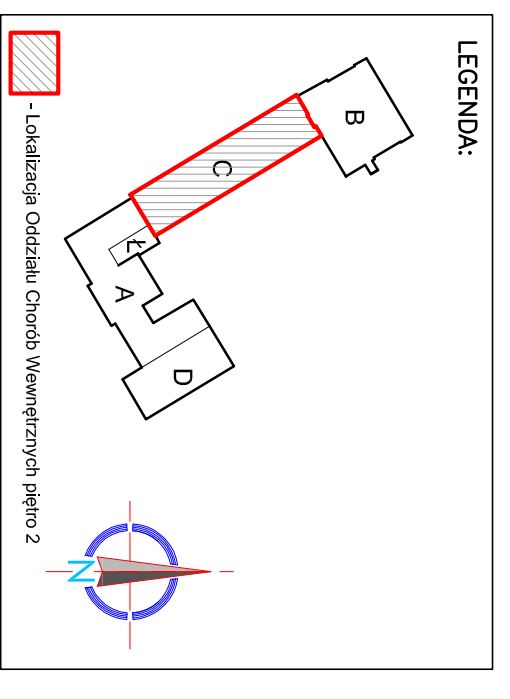 LEGENDA:
B
C
Ł
A
D
N
- Lokalizacja Oddziału Chorób Wewnętrznych piętro 2